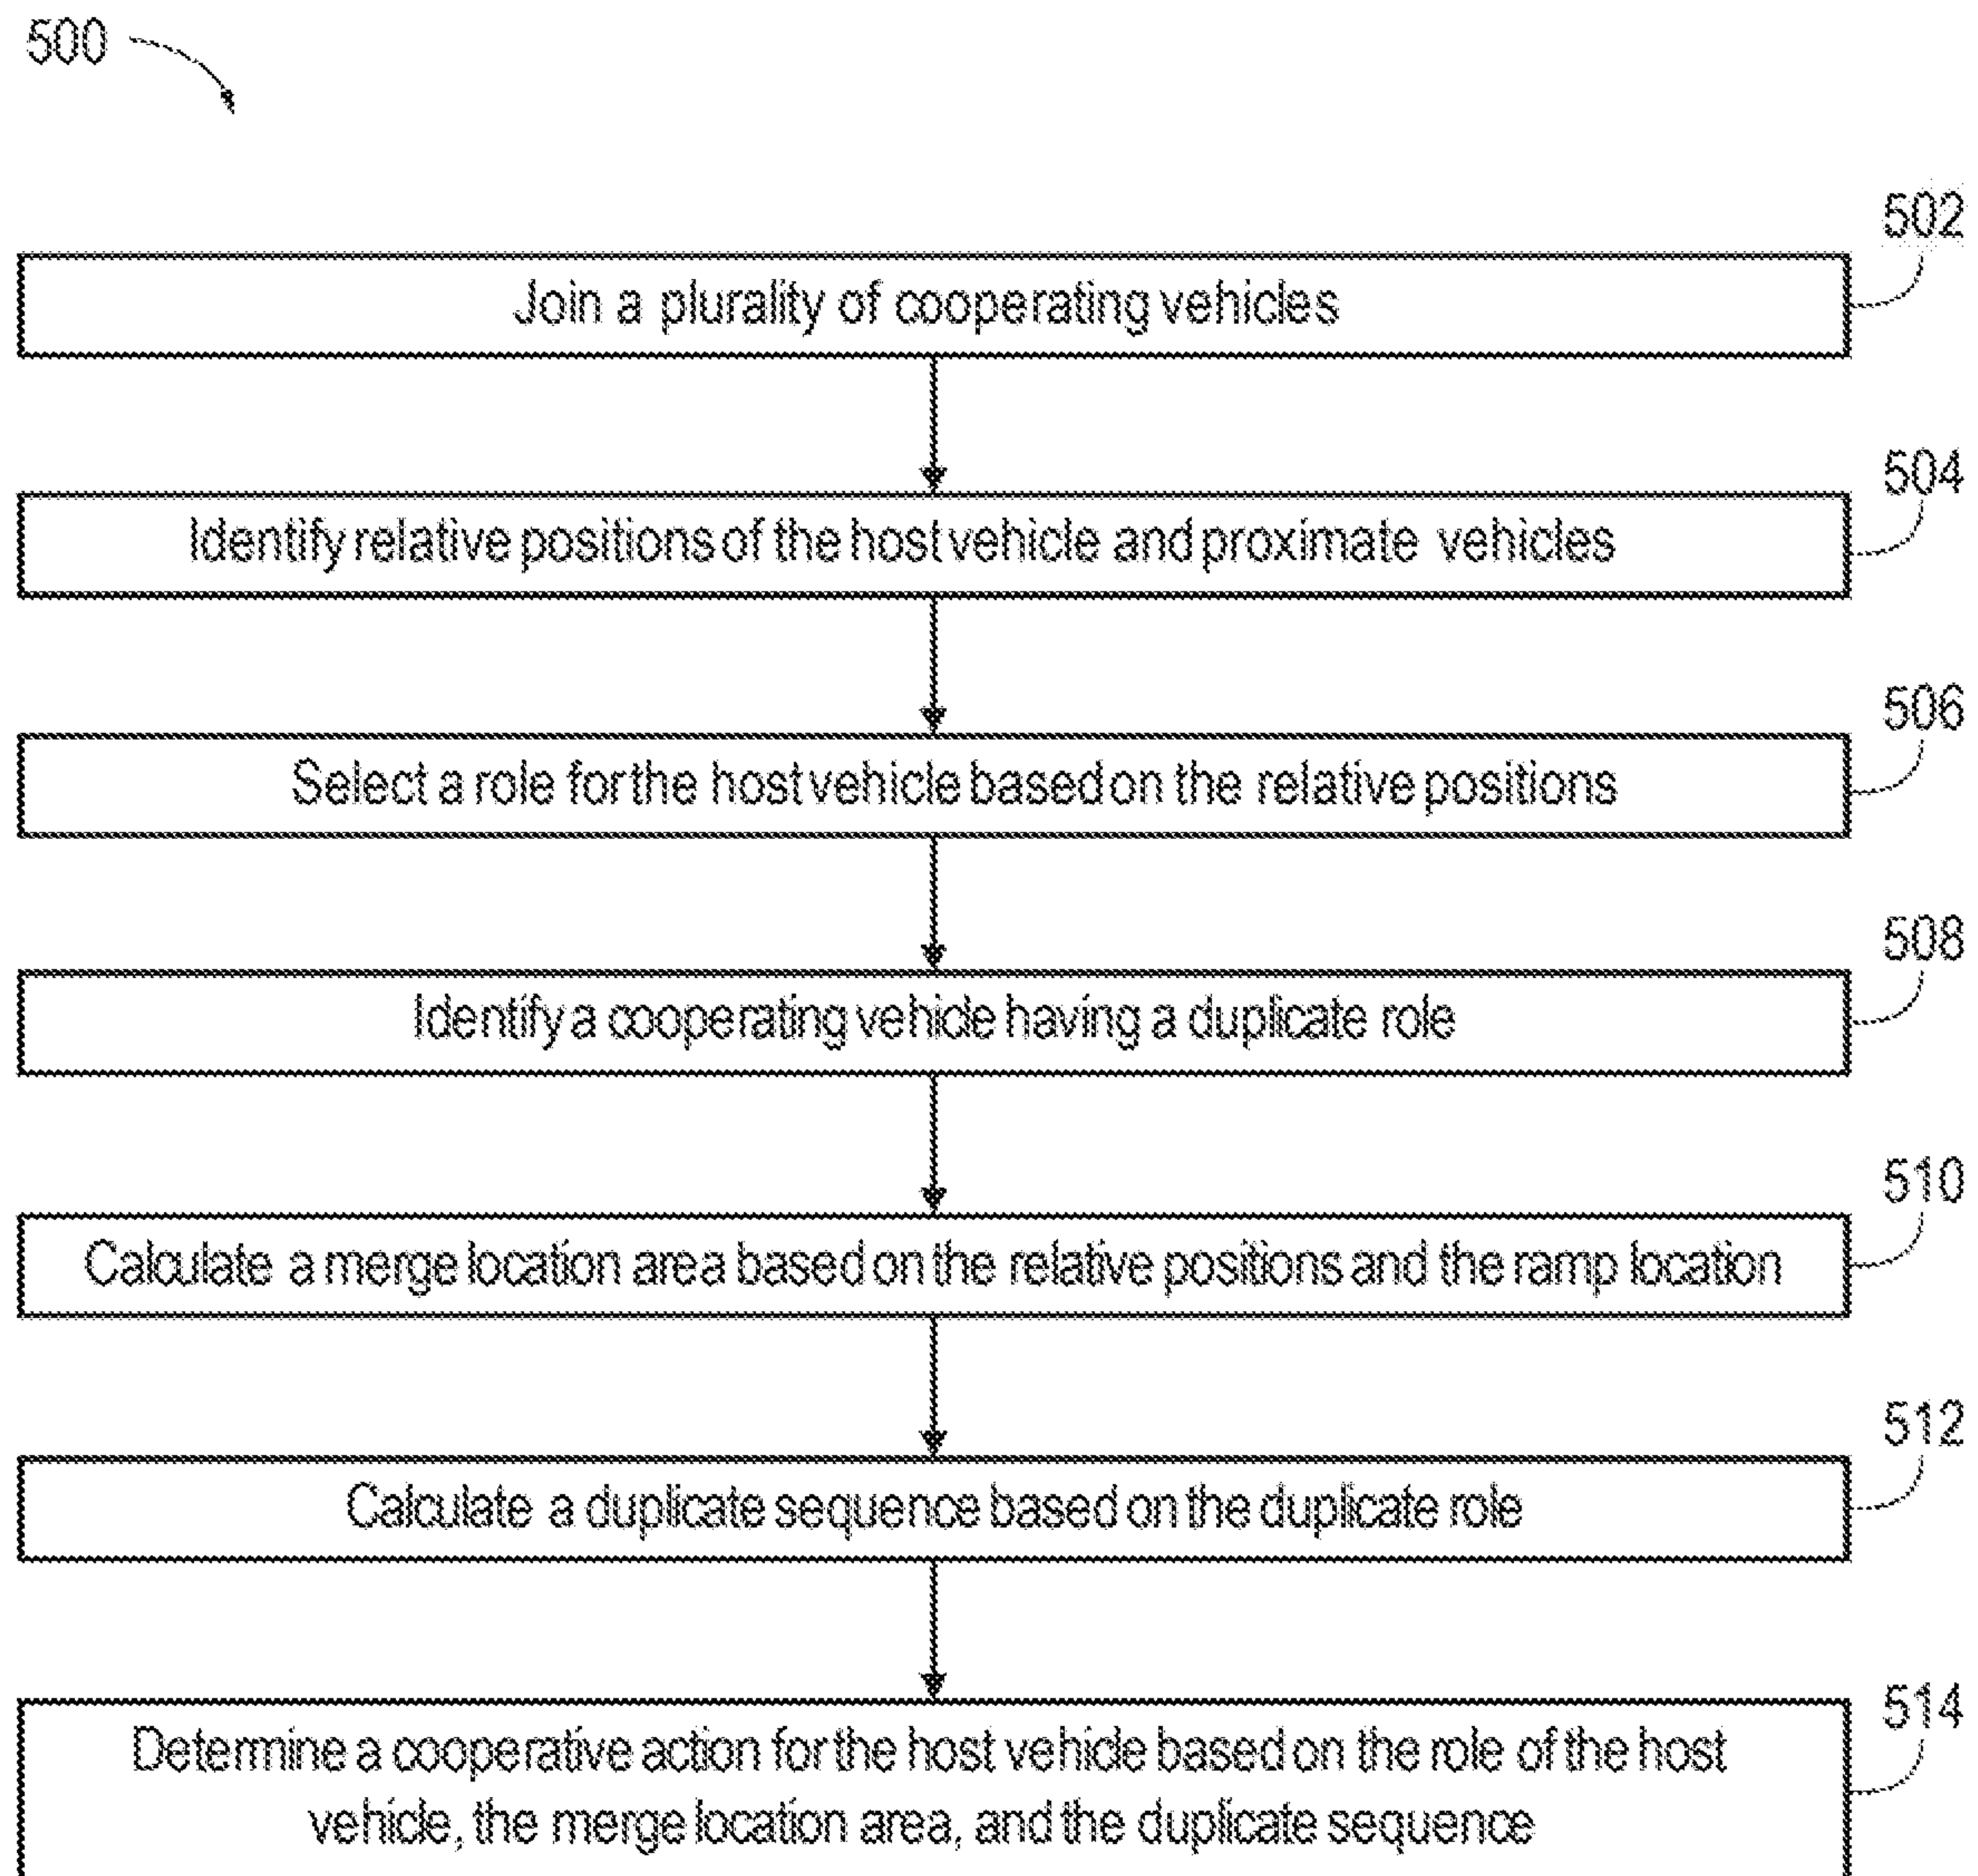 500
502
Join a plurality of cooperating vehicles
504
Identify relative positions of the host vehicle and proximate vehicles
506
Select a role for the host vehicle based on the relative positions
508
Identify a cooperating vehicle having a duplicate role
510
Calculate a merge location area based on the relative positions and the ramp location
512
Calculate a duplicate sequence based on the duplicate role
514
Determine a cooperative action for the host vehicle based on the role of the host
vehicle, the merge location area, and the duplicate sequence